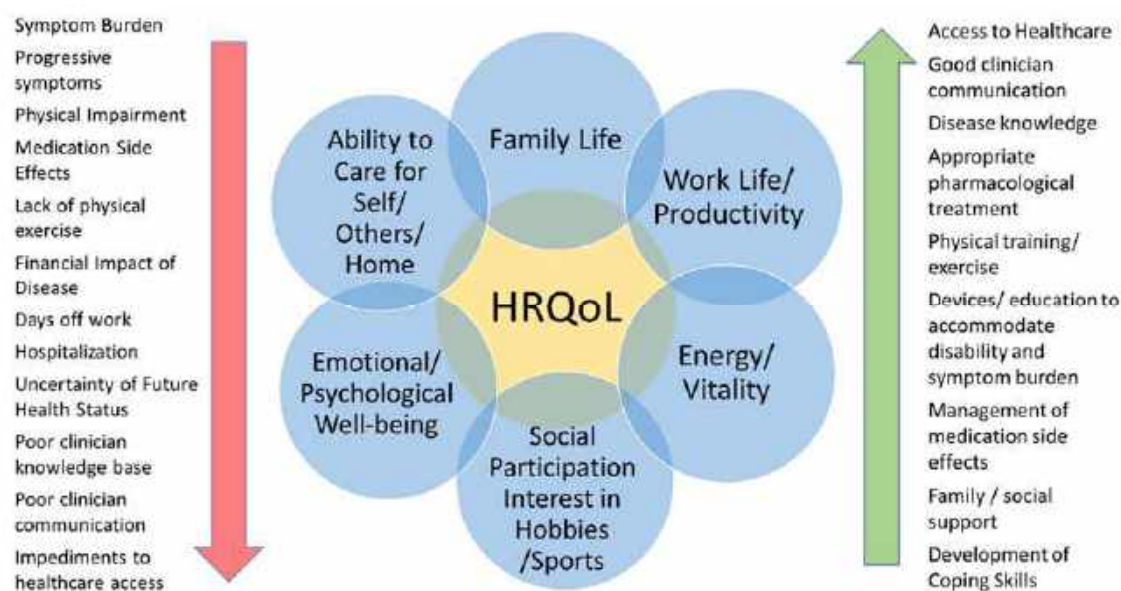 Symptom Burden
Progressive
symptoms
Physical Impairment
Medication Side
Effects
Lack of physical
exercise
Financial Impact of
Disease
Days off work
Hospitalization
Uncertainty of Future
Health Status
Poor clinician
knowledge base
Poor clinician
communication
Impediments to
healthcare access
Family Life
Ability to
Care for
Self/
Others/
Home
Work Life/
Productivity
HRQoL
Emotional/
Psychological
Well-being
Energy/
Vitality
Social
Participation
Interest in
Hobbies
/Sports
Access to Healthcare
Good clinician
communication
Disease knowledge
Appropriate
pharmacological
treatment
Physical training/
exercise
Devices/ education to
accommodate
disability and
symptom burden
Management of
medication side
effects
Family / social
support
Development of
Coping Skills